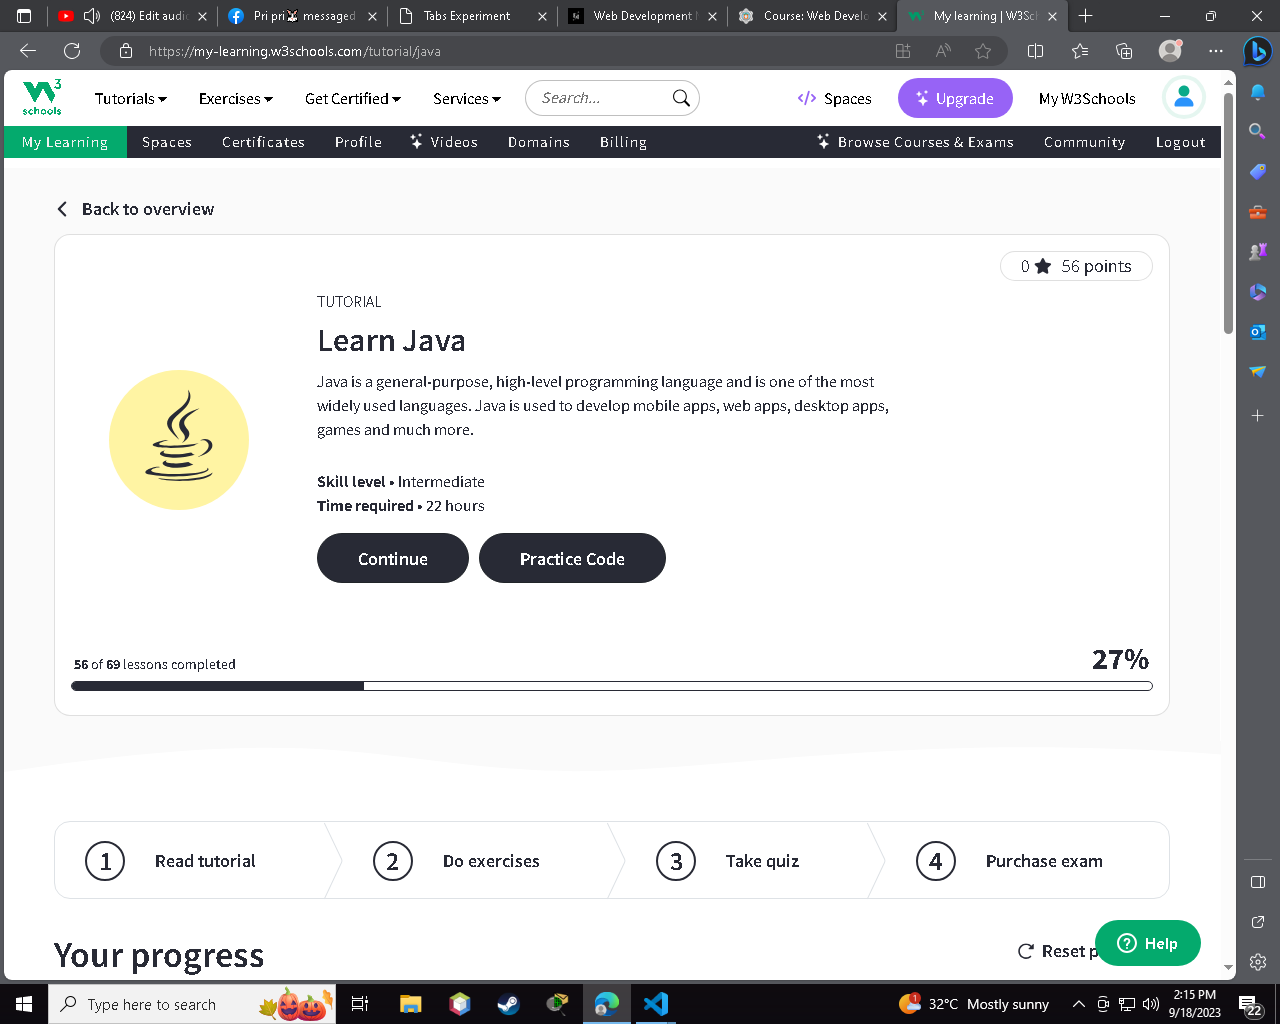 (824) Edit audio
Pri pri messaged
Tabs Experiment
Web Development
Course: Web Develo
My learning | W3Sch
https://my-learning.w3schools.com/tutorial/java
W3 schools
Tutorials
Exercises
Get Certified
Services
Search...
Spaces
Upgrade
My W3Schools
My Learning
Spaces
Certificates
Profile
Videos
Domains
Billing
Browse Courses & Exams
Community
Logout
Back to overview
0 ★ 56 points
TUTORIAL
Learn Java
Java is a general-purpose, high-level programming language and is one of the most
widely used languages. Java is used to develop mobile apps, web apps, desktop apps,
games and much more.
Skill level • Intermediate
Time required • 22 hours
Continue
Practice Code
56 of 69 lessons completed
27%
1 Read tutorial
2 Do exercises
3 Take quiz
4 Purchase exam
Your progress
Reset p
Help
Type here to search
1
32°C Mostly sunny
2:15 PM
9/18/2023
22